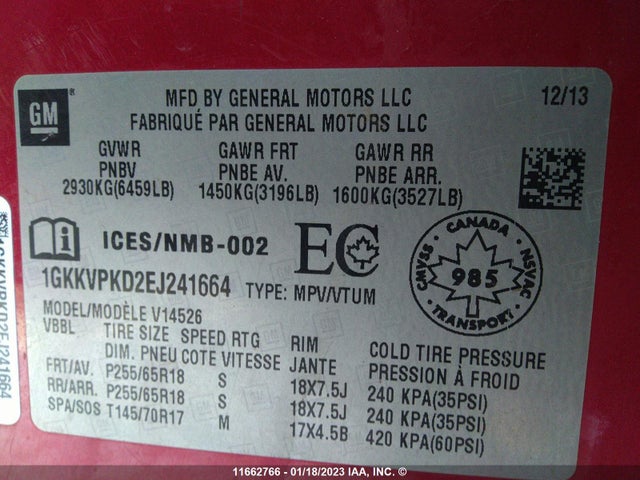 GM
®
MFD BY GENERAL MOTORS LLC 12/13
FABRIQUÉ PAR GENERAL MOTORS LLC
GVWR GAWR FRT GAWR RR
PNBV PNBE AV. PNBE ARR.
2930KG(6459LB) 1450KG(3196LB) 1600KG(3527LB)
ICES/NMB-002 EC
CANADA
CMVSS 985 NSVAC
TRANSPORT
1GKKVPKD2EJ241664 TYPE: MPV/VTUM
MODEL/MODÈLE V14526
VBBL TIRE SIZE SPEED RTG RIM COLD TIRE PRESSURE
DIM. PNEU COTE VITESSE JANTE PRESSION À FROID
FRT/AV. P255/65R18 S 18X7.5J 240 KPA(35PSI)
RR/ARR. P255/65R18 S 18X7.5J 240 KPA(35PSI)
SPA/SOS T145/70R17 M 17X4.5B 420 KPA(60PSI)
1GKKVPKD2EJ241664
11662766 - 01/18/2023 IAA, INC. ©